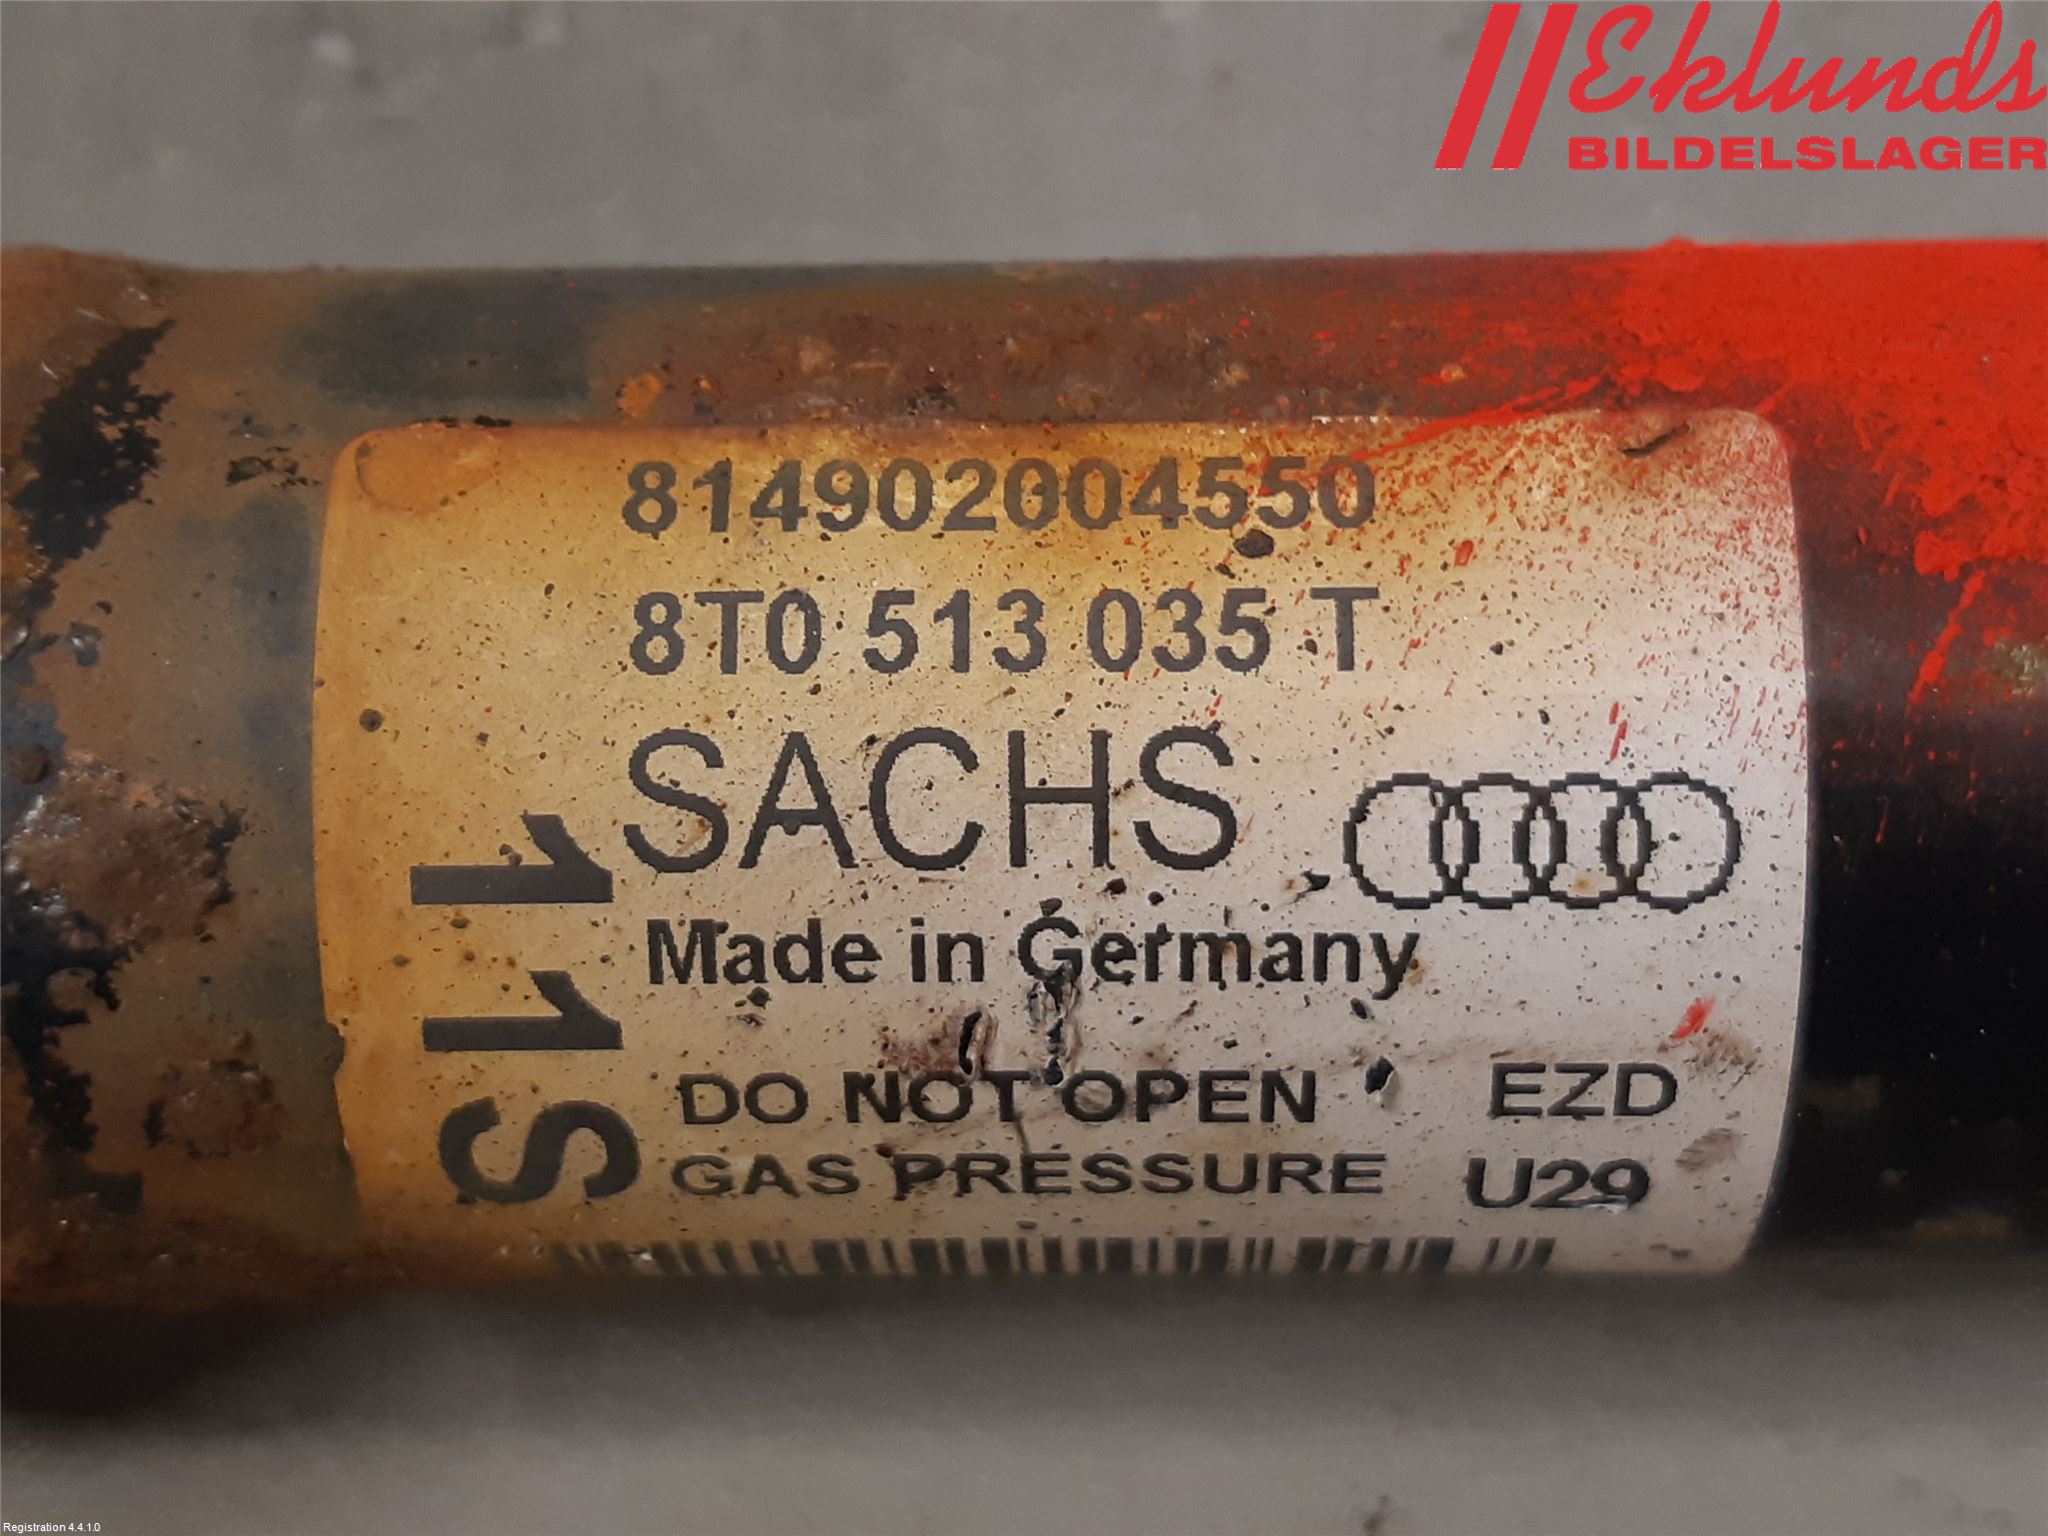 Eklunds
BILDELSLAGER
814902004550
8T0 513 035 T
SACHS
Made in Germany
11S
DO NOT OPEN EZD
GAS PRESSURE U29
Registration 4.4.1.0